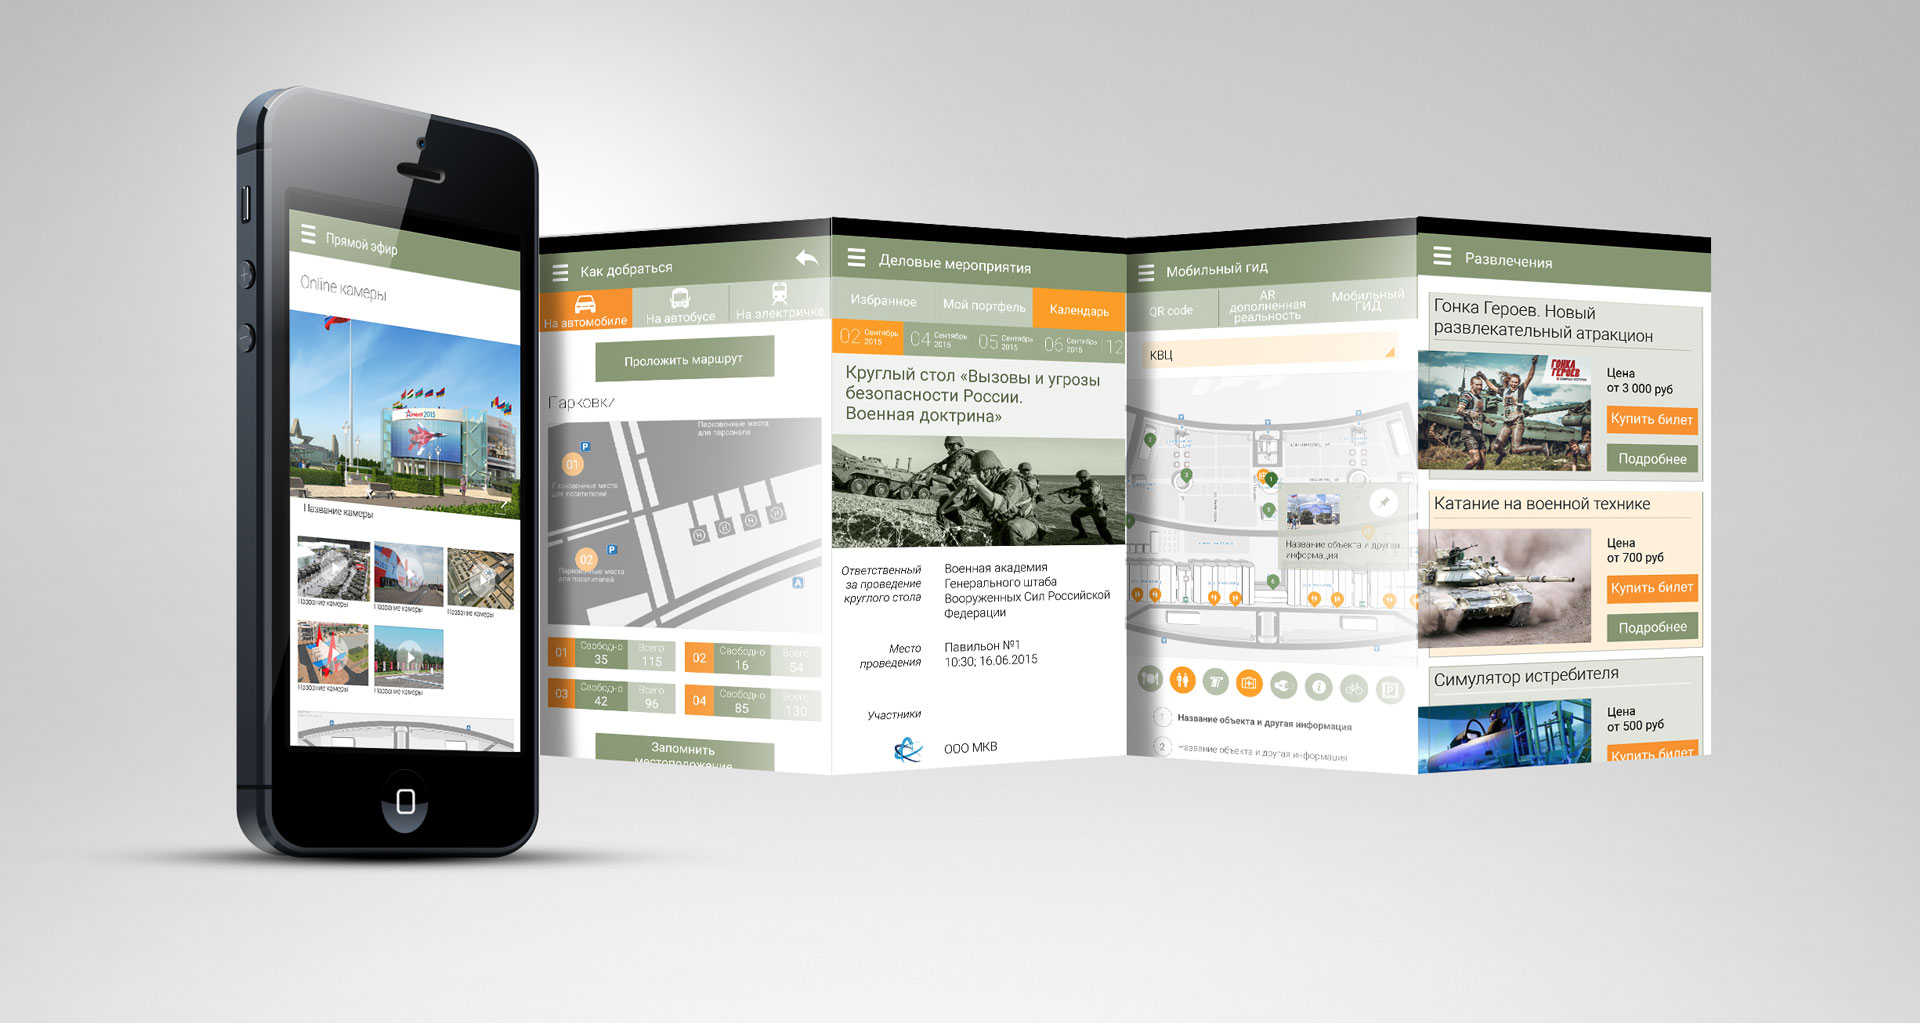 Прямой эфир
Online камеры
АРМИЯ 2015
Название камеры
Название камеры
Название камеры
Название камеры
Название камеры
Название камеры
Как добраться
На автомобиле
На автобусе
На электричке
Проложить маршрут
Парковки
Парковочные места
для персонала
P
01
Парковочные места
для посетителей
H H H H
02
P
Парковочные места
для посетителей
A
01 Свободно 35 Всего 115
02 Свободно 16 Всего 54
03 Свободно 42 Всего 96
04 Свободно 85 Всего 130
Запомнить
местоположение
Деловые мероприятия
Избранное
Мой портфель
Календарь
02 Сентябрь 2015
04 Сентябрь 2015
05 Сентябрь 2015
06 Сентябрь 2015
12
Круглый стол «Вызовы и угрозы
безопасности России.
Военная доктрина»
Ответственный
за проведение
круглого стола
Военная академия
Генерального штаба
Вооруженных Сил Российской
Федерации
Место
проведения
Павильон №1
10:30; 16.06.2015
Участники
ООО МКВ
Мобильный гид
QR code
AR
дополненная
реальность
Мобильный
ГИД
КВЦ
Название объекта и другая
информация
1 Название объекта и другая информация
2 Название объекта и другая информация
Развлечения
Гонка Героев. Новый
развлекательный атракцион
ГОНКА
ГЕРОЕВ
Цена
от 3 000 руб
Купить билет
Подробнее
Катание на военной технике
Цена
от 700 руб
Купить билет
Подробнее
Симулятор истребителя
Цена
от 500 руб
Купить билет